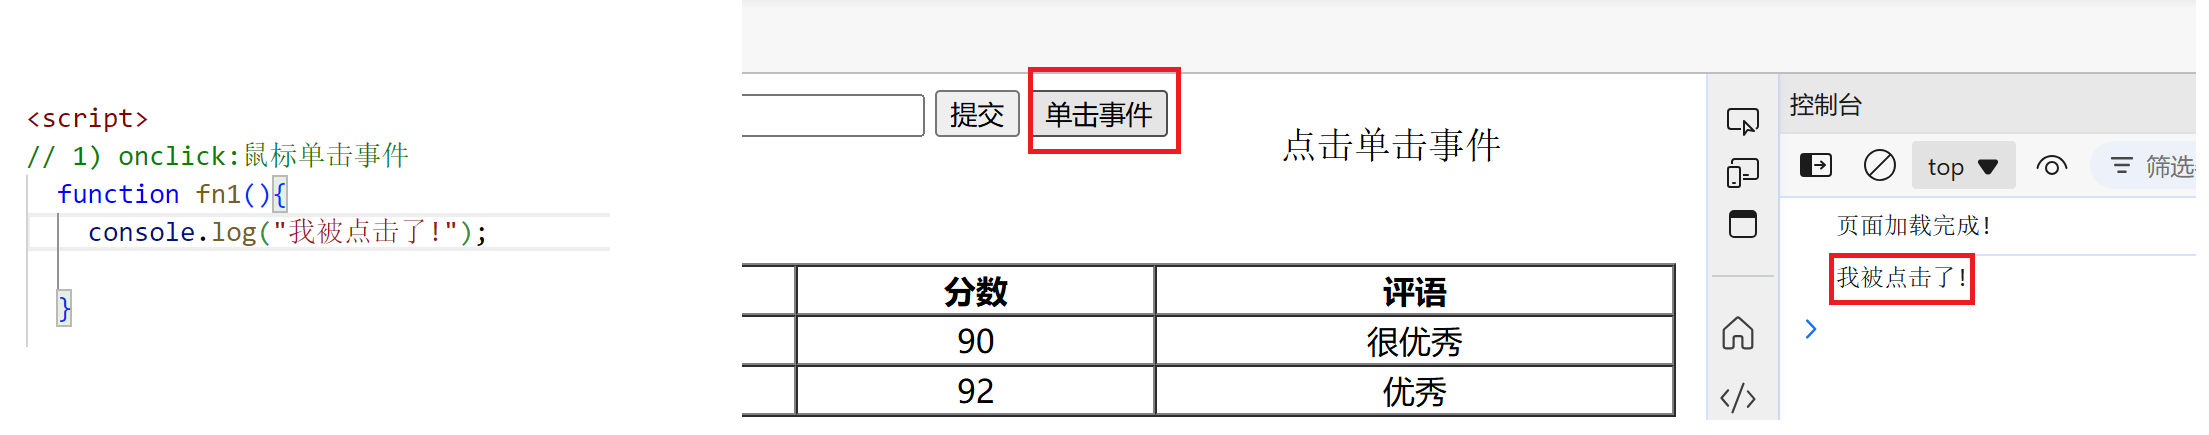 <script>
// 1) onclick:鼠标单击事件
function fn1(){
console.log("我被点击了!");
}
提交 单击事件
点击单击事件
分数 评语
90 很优秀
92 优秀
控制台
top 筛选
页面加载完成!
我被点击了!